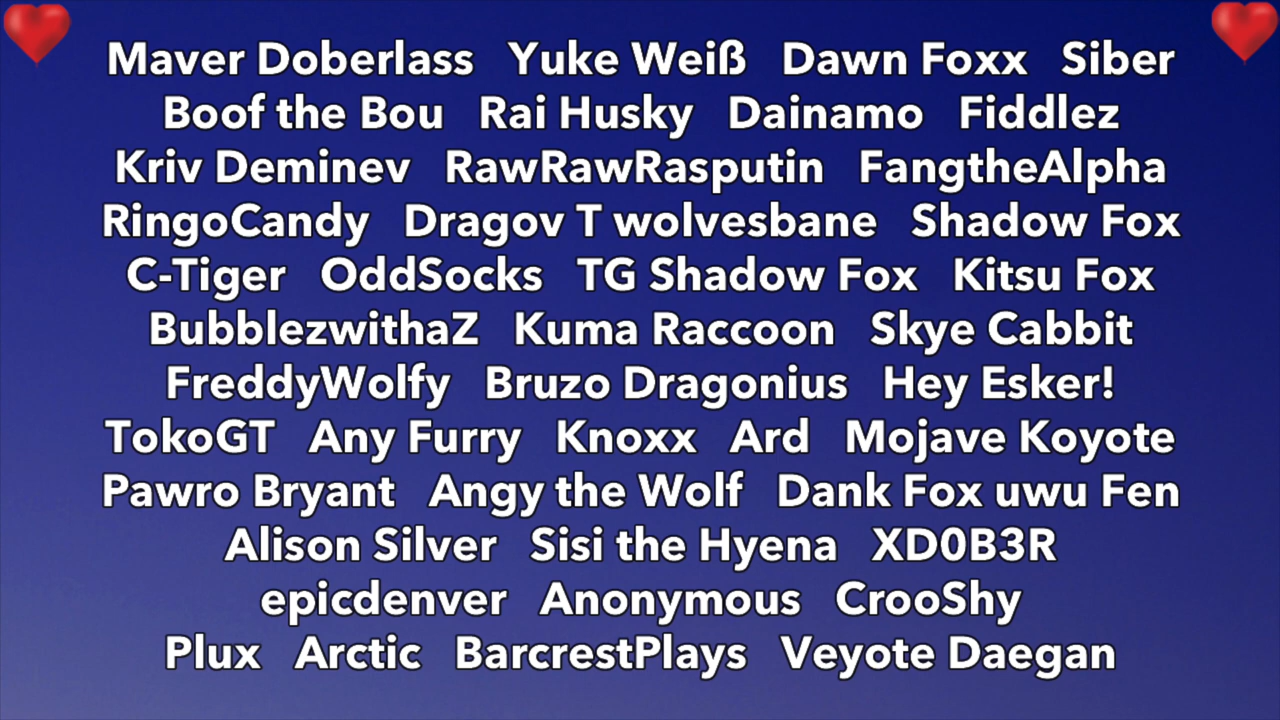 Maver Doberlass Yuke Weiß Dawn Foxx Siber
Boof the Bou Rai Husky Dainamo Fiddlez
Kriv Deminev RawRawRasputin FangtheAlpha
RingoCandy Dragov T wolvesbane Shadow Fox
C-Tiger OddSocks TG Shadow Fox Kitsu Fox
BubblezwithaZ Kuma Raccoon Skye Cabbit
FreddyWolfy Bruzo Dragonius Hey Esker!
TokoGT Any Furry Knoxx Ard Mojave Koyote
Pawro Bryant Angy the Wolf Dank Fox uwu Fen
Alison Silver Sisi the Hyena XD0B3R
epicdenver Anonymous CrooShy
Plux Arctic BarcrestPlays Veyote Daegan